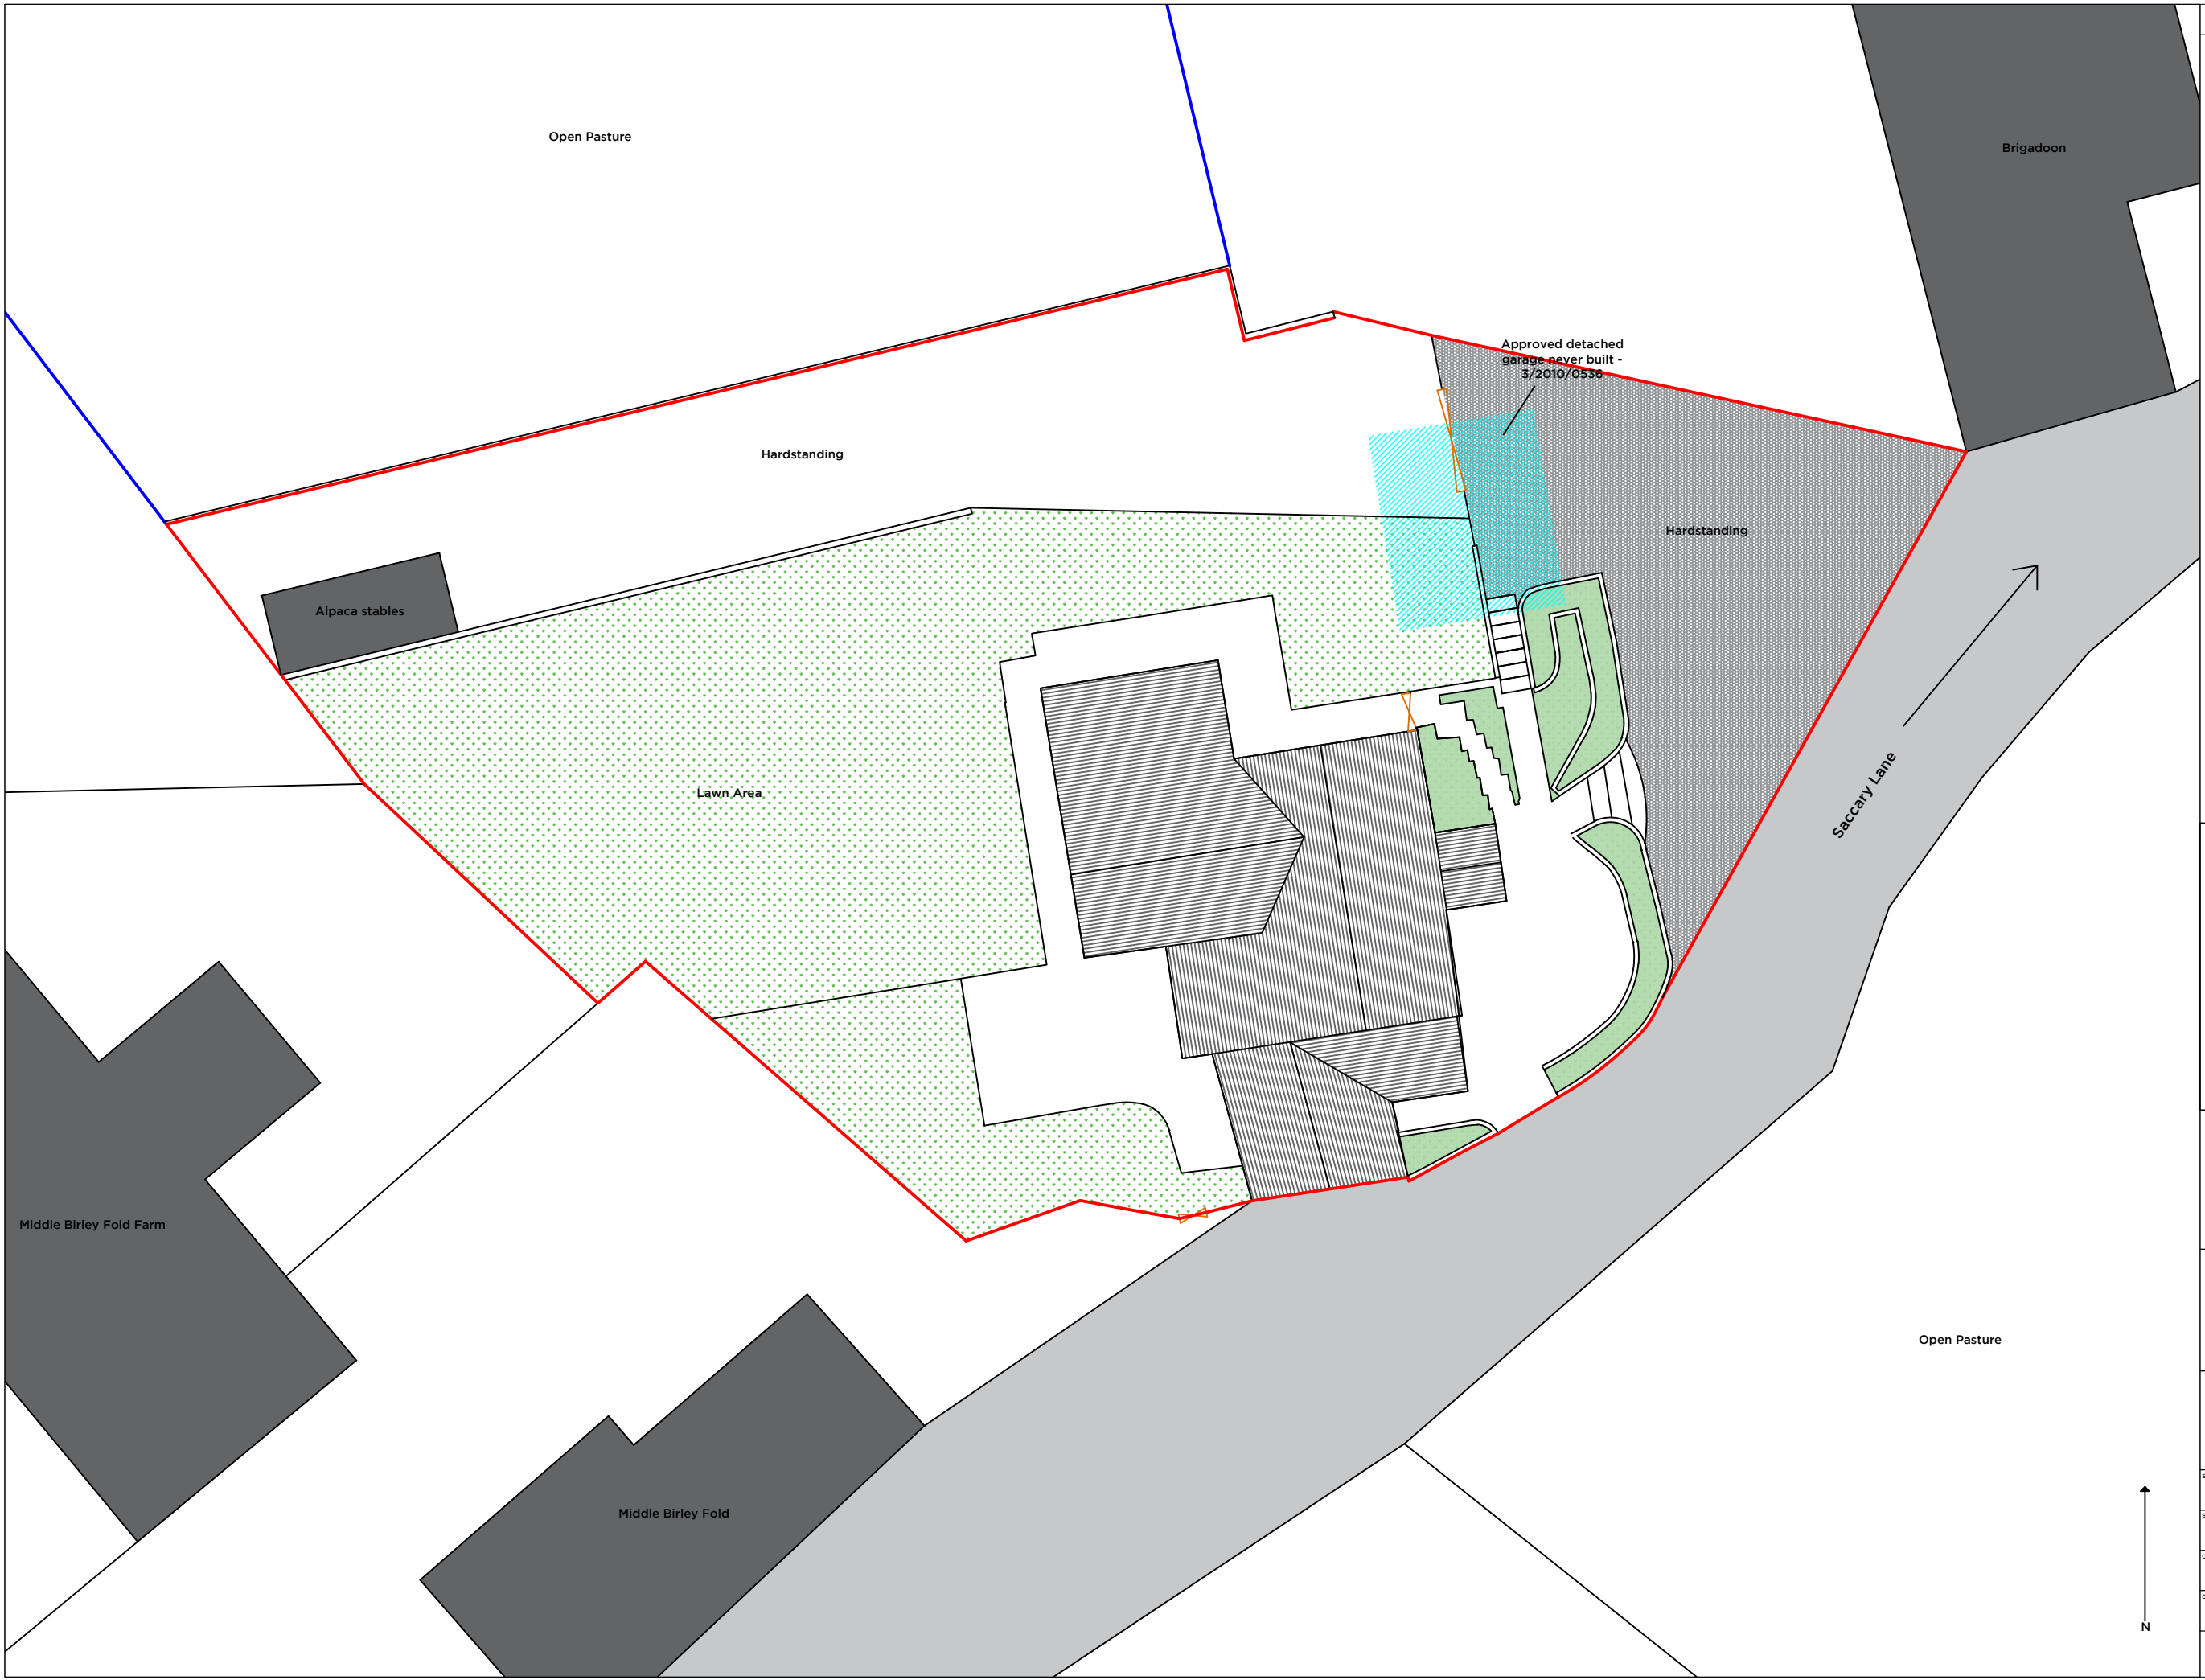 Open Pasture
Brigadoon
Approved detached
garage never built -
3/2010/0536
Hardstanding
Hardstanding
Alpaca stables
Lawn Area
Saccary Lane
Middle Birley Fold Farm
Open Pasture
Middle Birley Fold
N